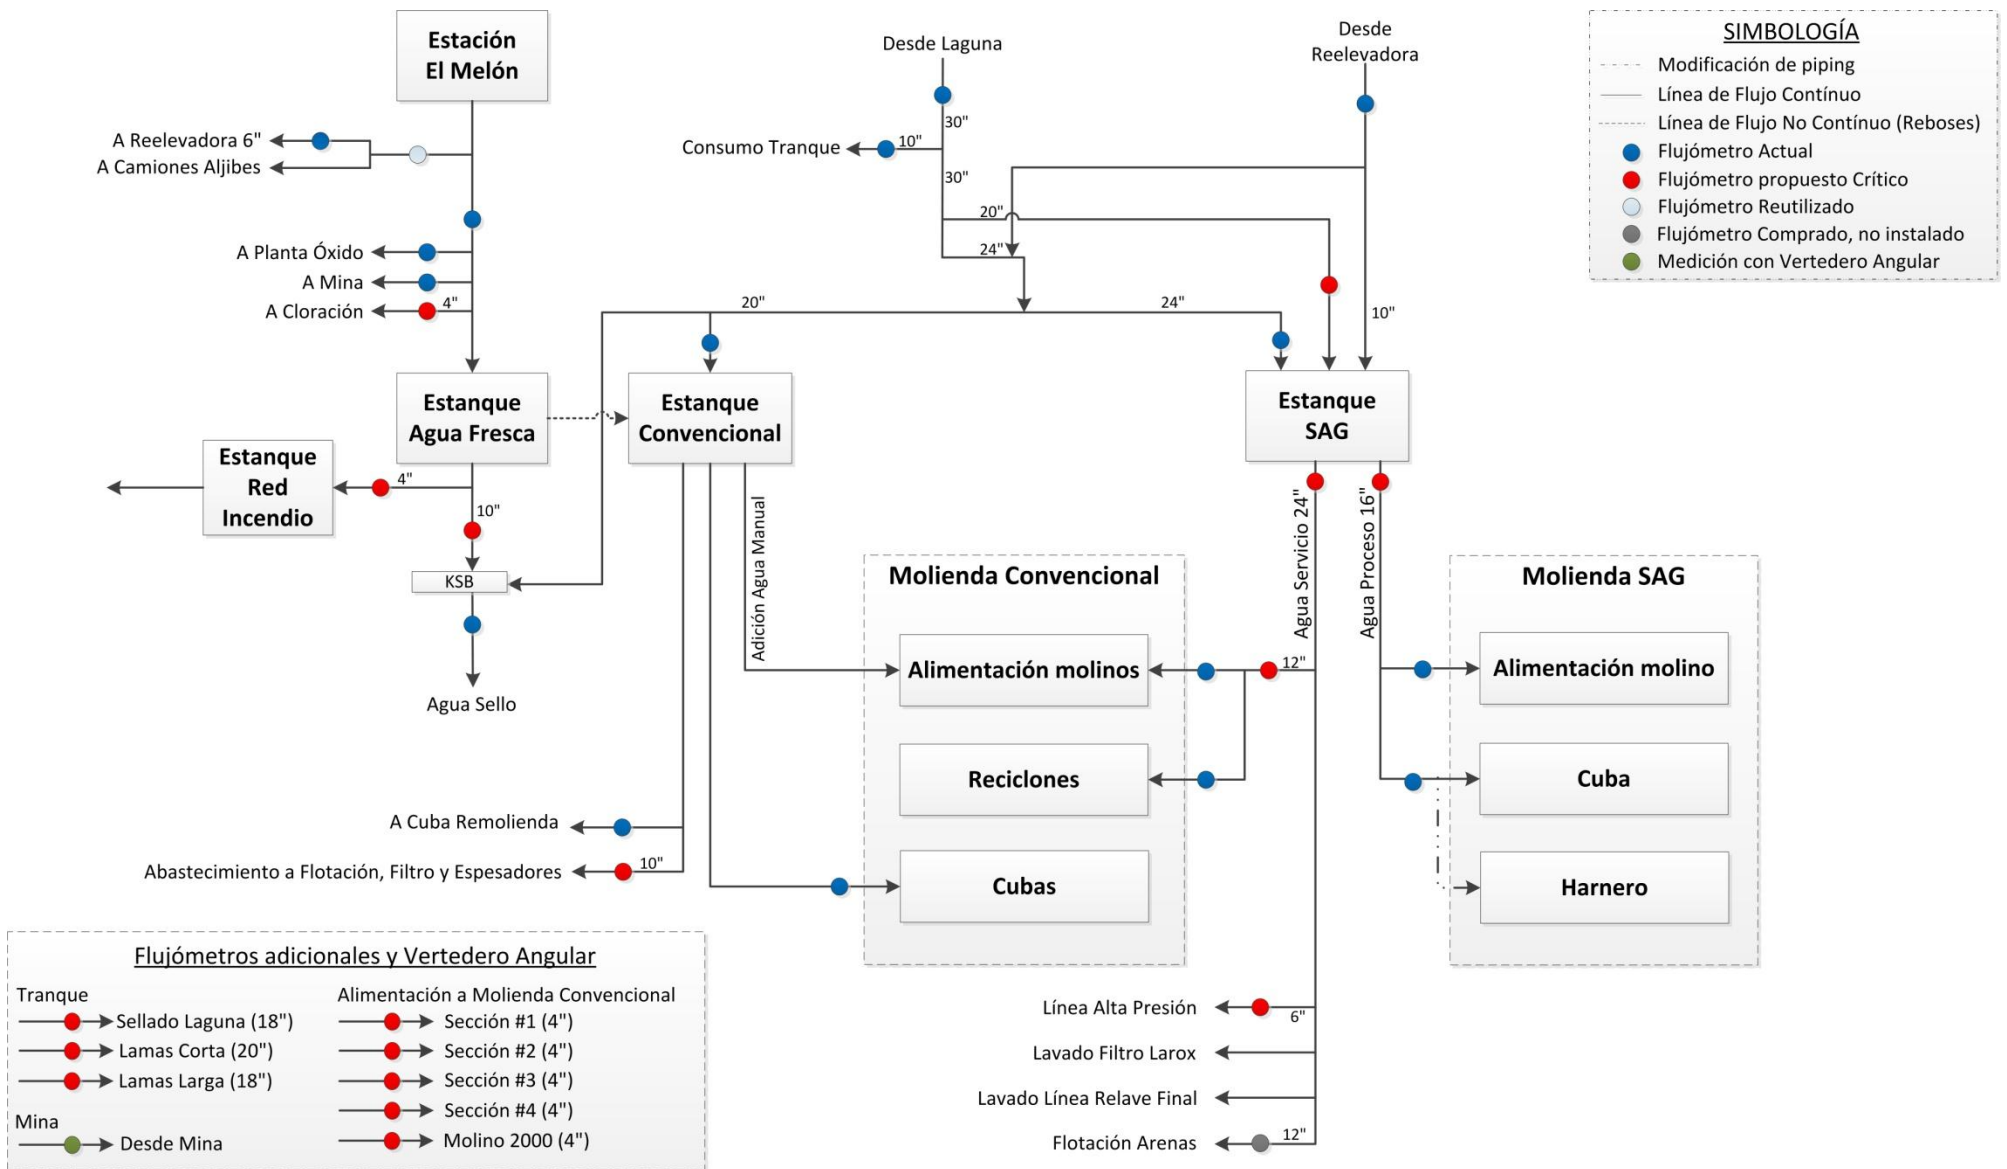 Estación
El Melón
A Reelevadora 6"
A Camiones Aljibes
A Planta Óxido
A Mina
A Cloración
4"
Estanque
Agua Fresca
Estanque
Red
Incendio
4"
10"
KSB
Agua Sello
Desde Laguna
30"
Consumo Tranque
10"
30"
20"
24"
Desde
Reelevadora
20"
24"
10"
Estanque
Convencional
Estanque
SAG
Adición Agua Manual
Agua Servicio 24"
Agua Proceso 16"
A Cuba Remolienda
Abastecimiento a Flotación, Filtro y Espesadores
10"
Molienda Convencional
Alimentación molinos
12"
Reciclones
Cubas
Molienda SAG
Alimentación molino
Cuba
Harnero
Línea Alta Presión
6"
Lavado Filtro Larox
Lavado Línea Relave Final
Flotación Arenas
12"
SIMBOLOGÍA
Modificación de piping
Línea de Flujo Contínuo
Línea de Flujo No Contínuo (Reboses)
Flujómetro Actual
Flujómetro propuesto Crítico
Flujómetro Reutilizado
Flujómetro Comprado, no instalado
Medición con Vertedero Angular
Flujómetros adicionales y Vertedero Angular
Tranque
Sellado Laguna (18")
Lamas Corta (20")
Lamas Larga (18")
Mina
Desde Mina
Alimentación a Molienda Convencional
Sección #1 (4")
Sección #2 (4")
Sección #3 (4")
Sección #4 (4")
Molino 2000 (4")